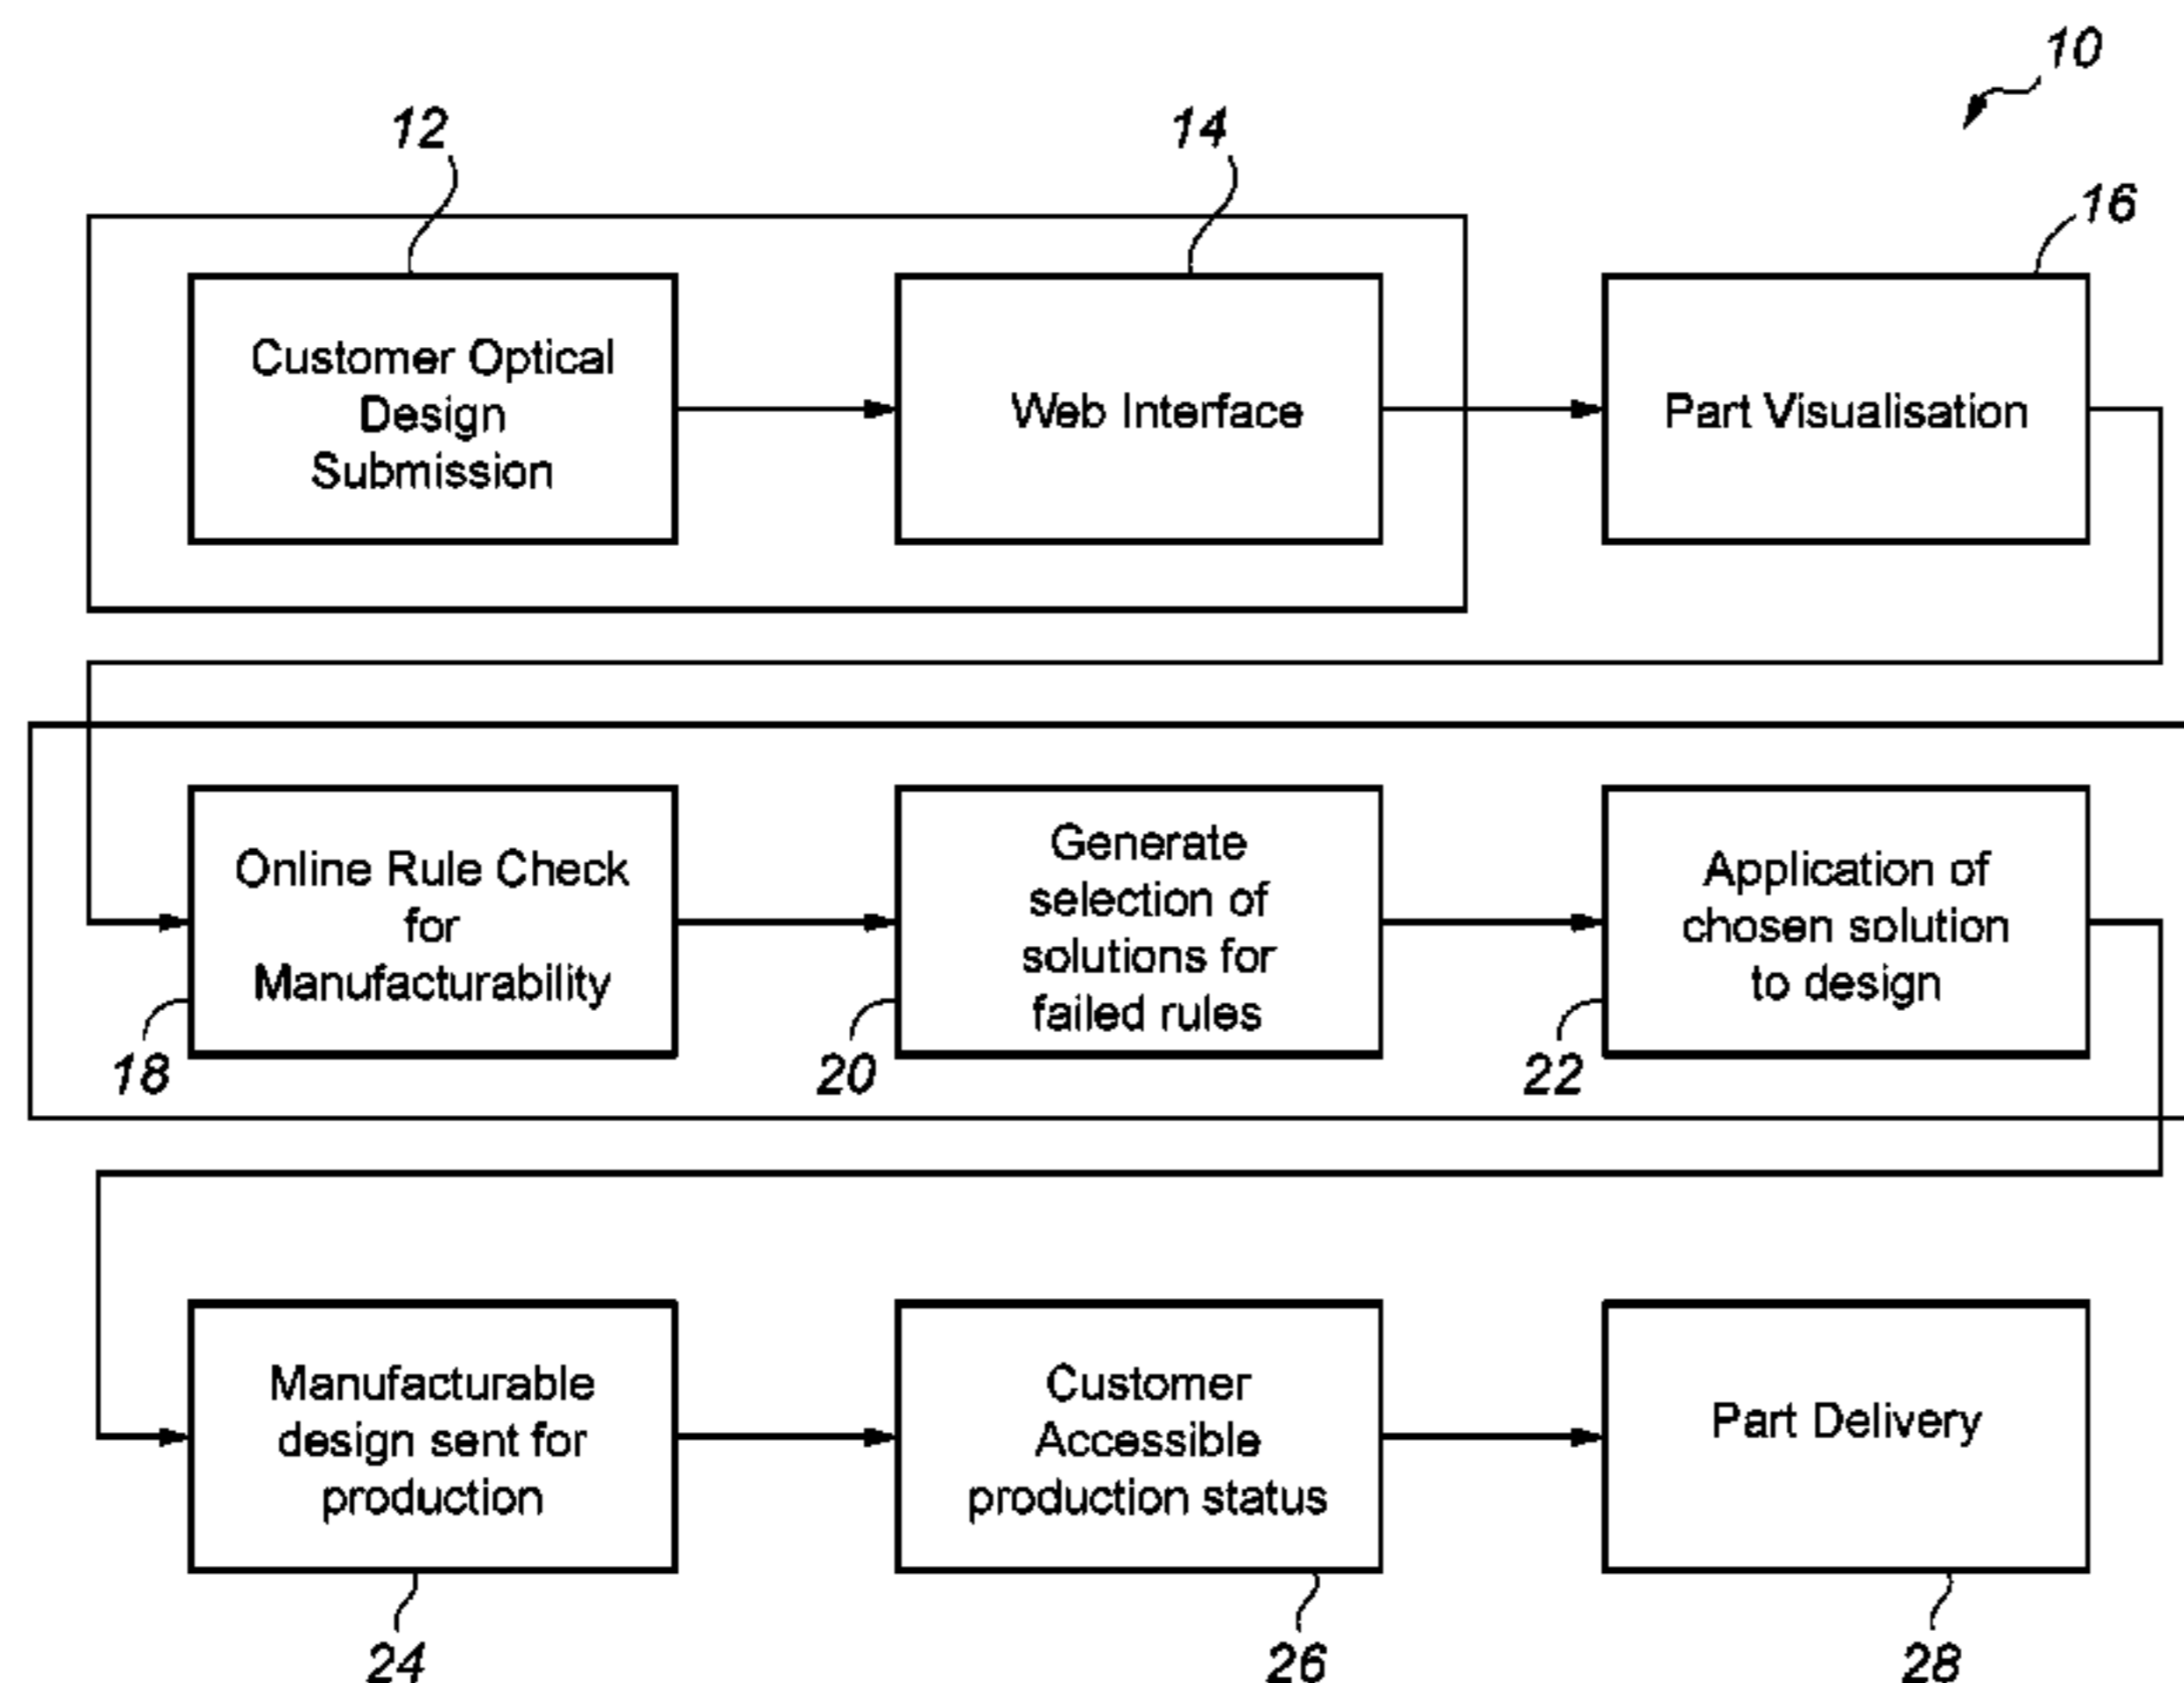 10
12
14
16
Customer Optical
Design
Submission
Web Interface
Part Visualisation
Online Rule Check
for
Manufacturability
18
Generate
selection of
solutions for
failed rules
20
Application of
chosen solution
to design
22
Manufacturable
design sent for
production
24
Customer
Accessible
production status
26
Part Delivery
28